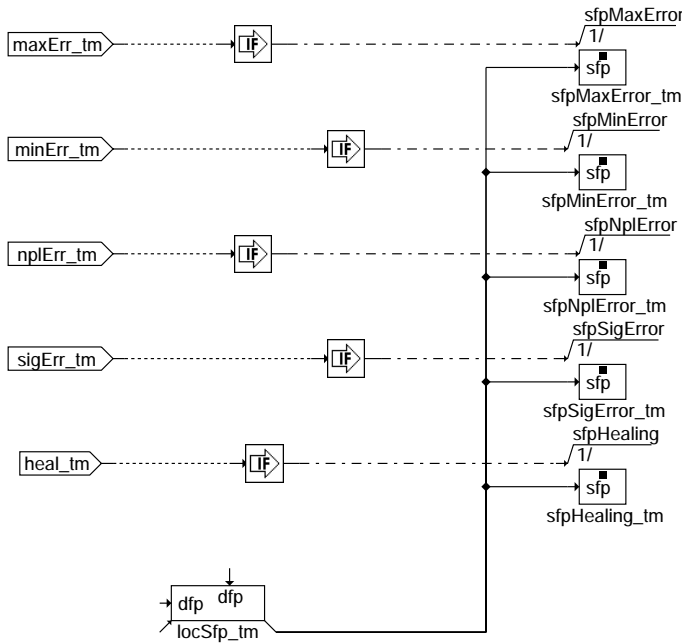 sfpMaxError
maxErr_tm
IF
1/
sfp
sfpMaxError_tm
sfpMinError
minErr_tm
IF
1/
sfp
sfpMinError_tm
sfpNplError
nplErr_tm
IF
1/
sfp
sfpNplError_tm
sfpSigError
sigErr_tm
IF
1/
sfp
sfpSigError_tm
sfpHealing
heal_tm
IF
1/
sfp
sfpHealing_tm
dfp
dfp
locSfp_tm